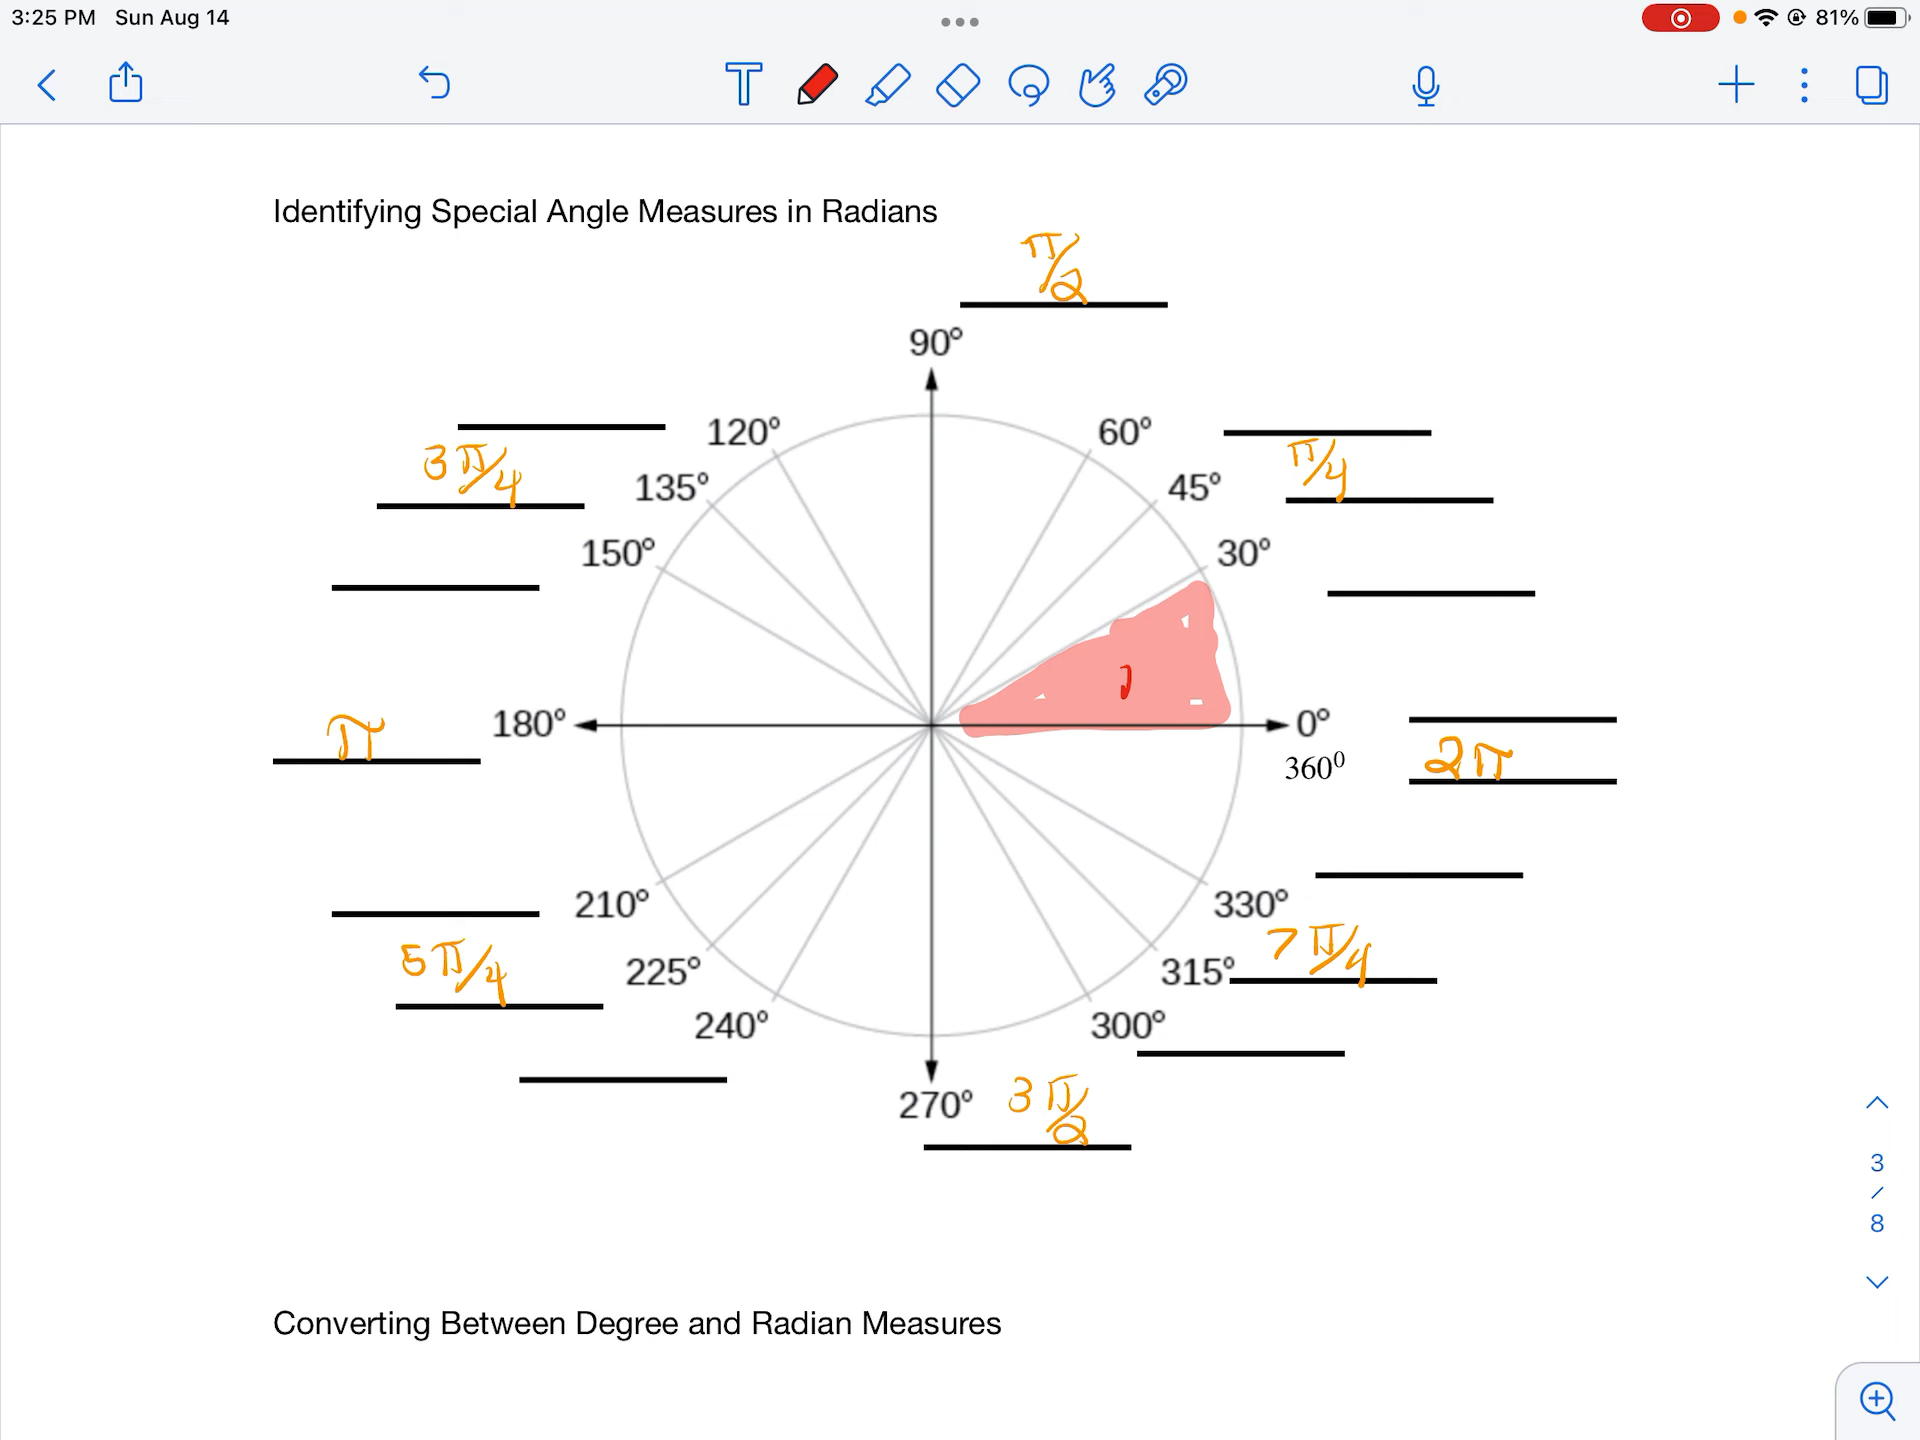 3:25 PM Sun Aug 14
81%
T
Identifying Special Angle Measures in Radians
π/2
90°
120° 60°
3π/4 π/4
135° 45°
150° 30°
1
π 180° 0°
360⁰ 2π
210° 330°
5π/4 7π/4
225° 315°
240° 300°
270° 3π/2
3
/
8
Converting Between Degree and Radian Measures